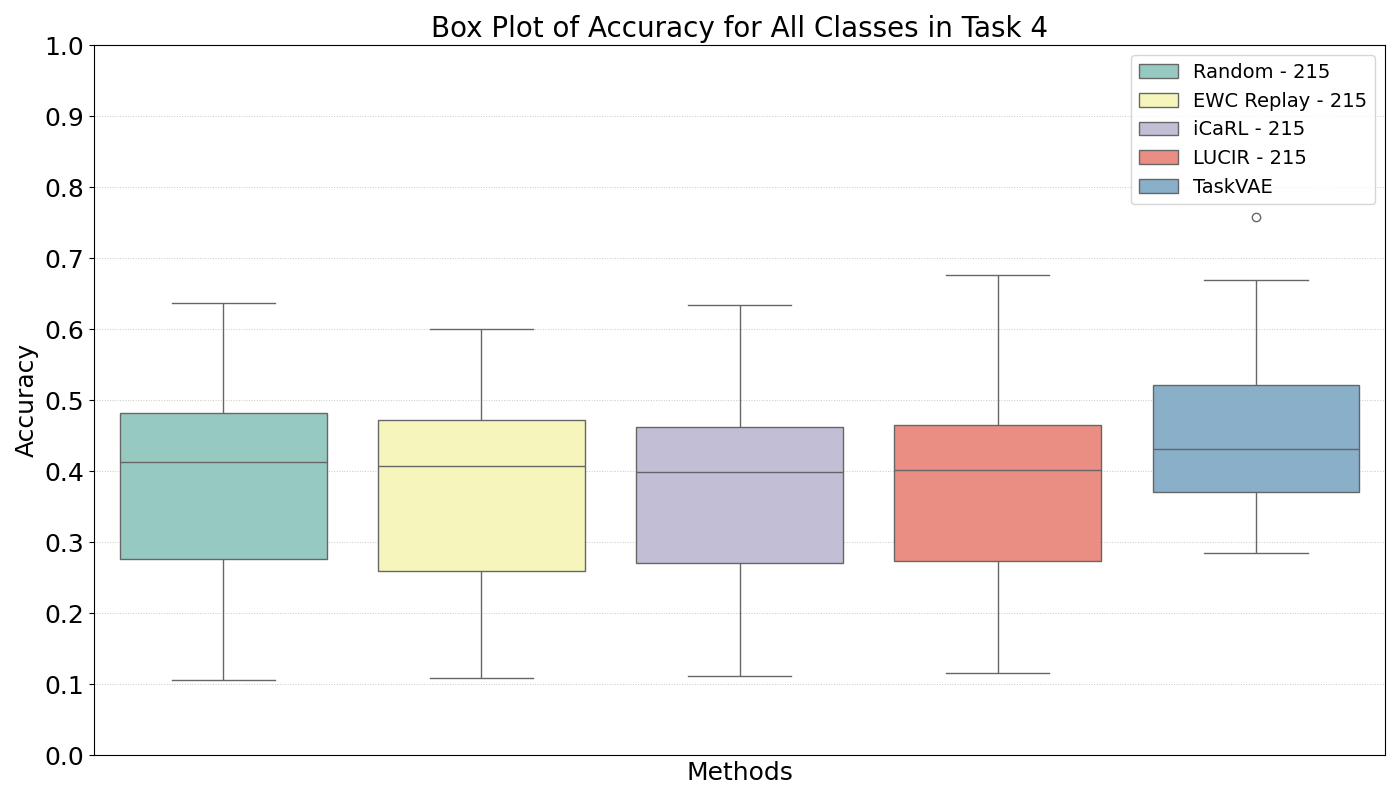 Box Plot of Accuracy for All Classes in Task 4
1.0
0.9
0.8
0.7
0.6
0.5
0.4
0.3
0.2
0.1
0.0
Accuracy
Methods
Random - 215
EWC Replay - 215
iCaRL - 215
LUCIR - 215
TaskVAE